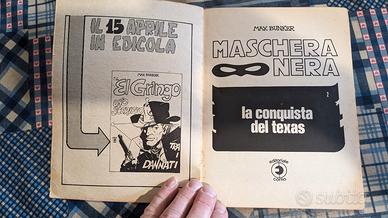 IL 15 APRILE
IN EDICOLA
MAX BUNKER
El Gringo
TRA I
DANNATI
MAX BUNKER
MASCHERA
NERA
2
la conquista
del texas
editoriale
corno
subito